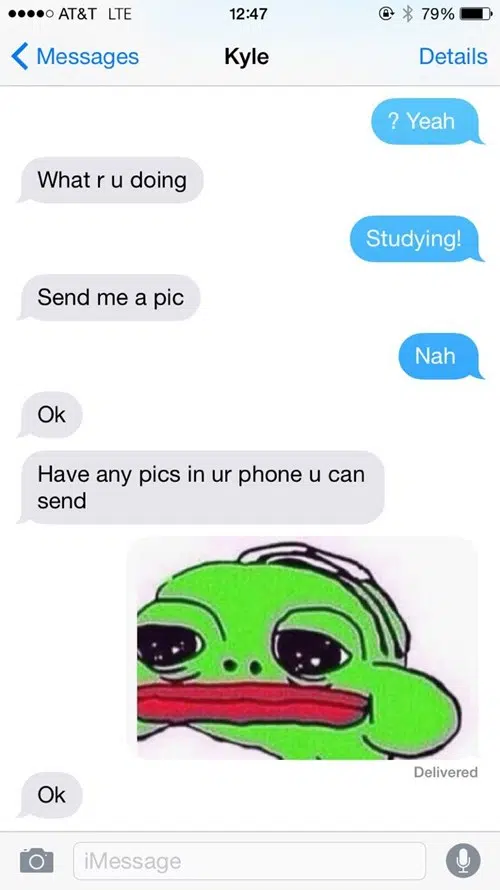 AT&T LTE 12:47 79%
Messages Kyle Details
? Yeah
What r u doing
Studying!
Send me a pic
Nah
Ok
Have any pics in ur phone u can
send
Delivered
Ok
iMessage